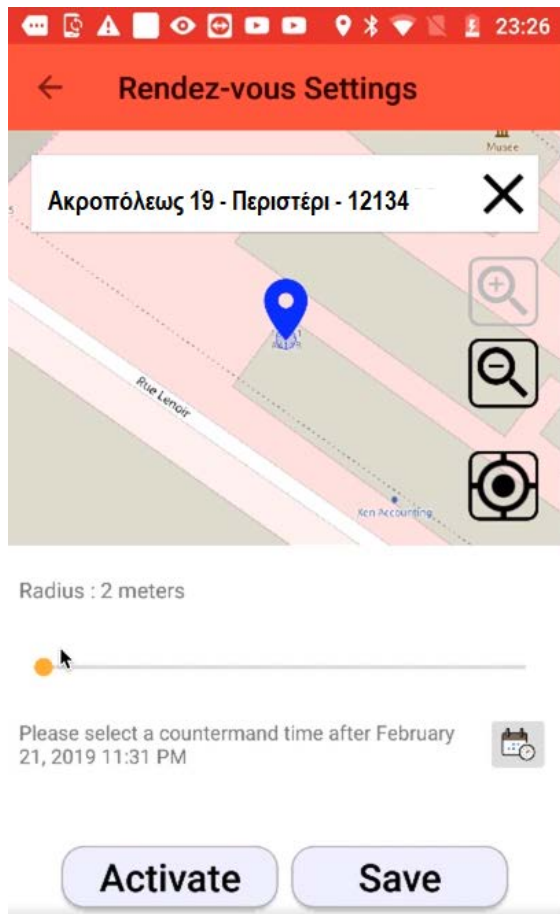 23:26
Rendez-vous Settings
Musée
Ακροπόλεως 19 - Περιστέρι - 12134
Rue Lenoir
Xen Accounting
Radius : 2 meters
Please select a countermand time after February
21, 2019 11:31 PM
Activate
Save